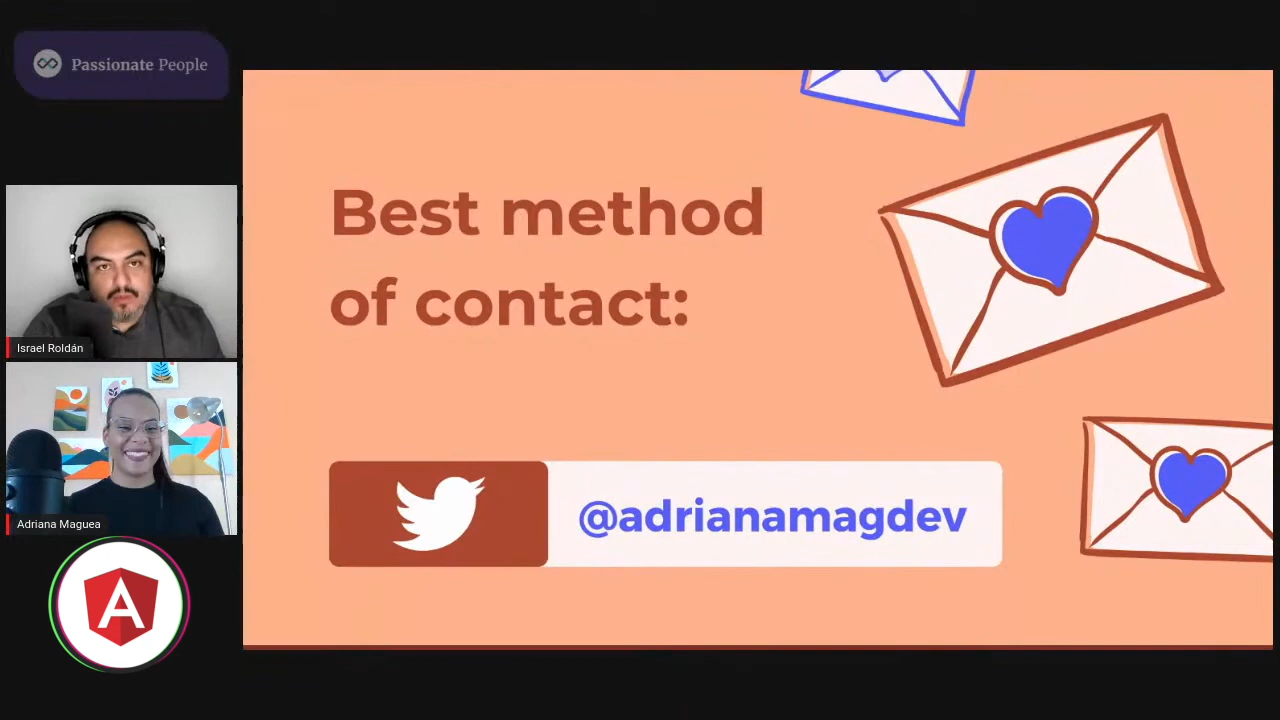 Passionate People
Best method
of contact:
@adrianamagdev
Israel Roldán
Adriana Maguea
A